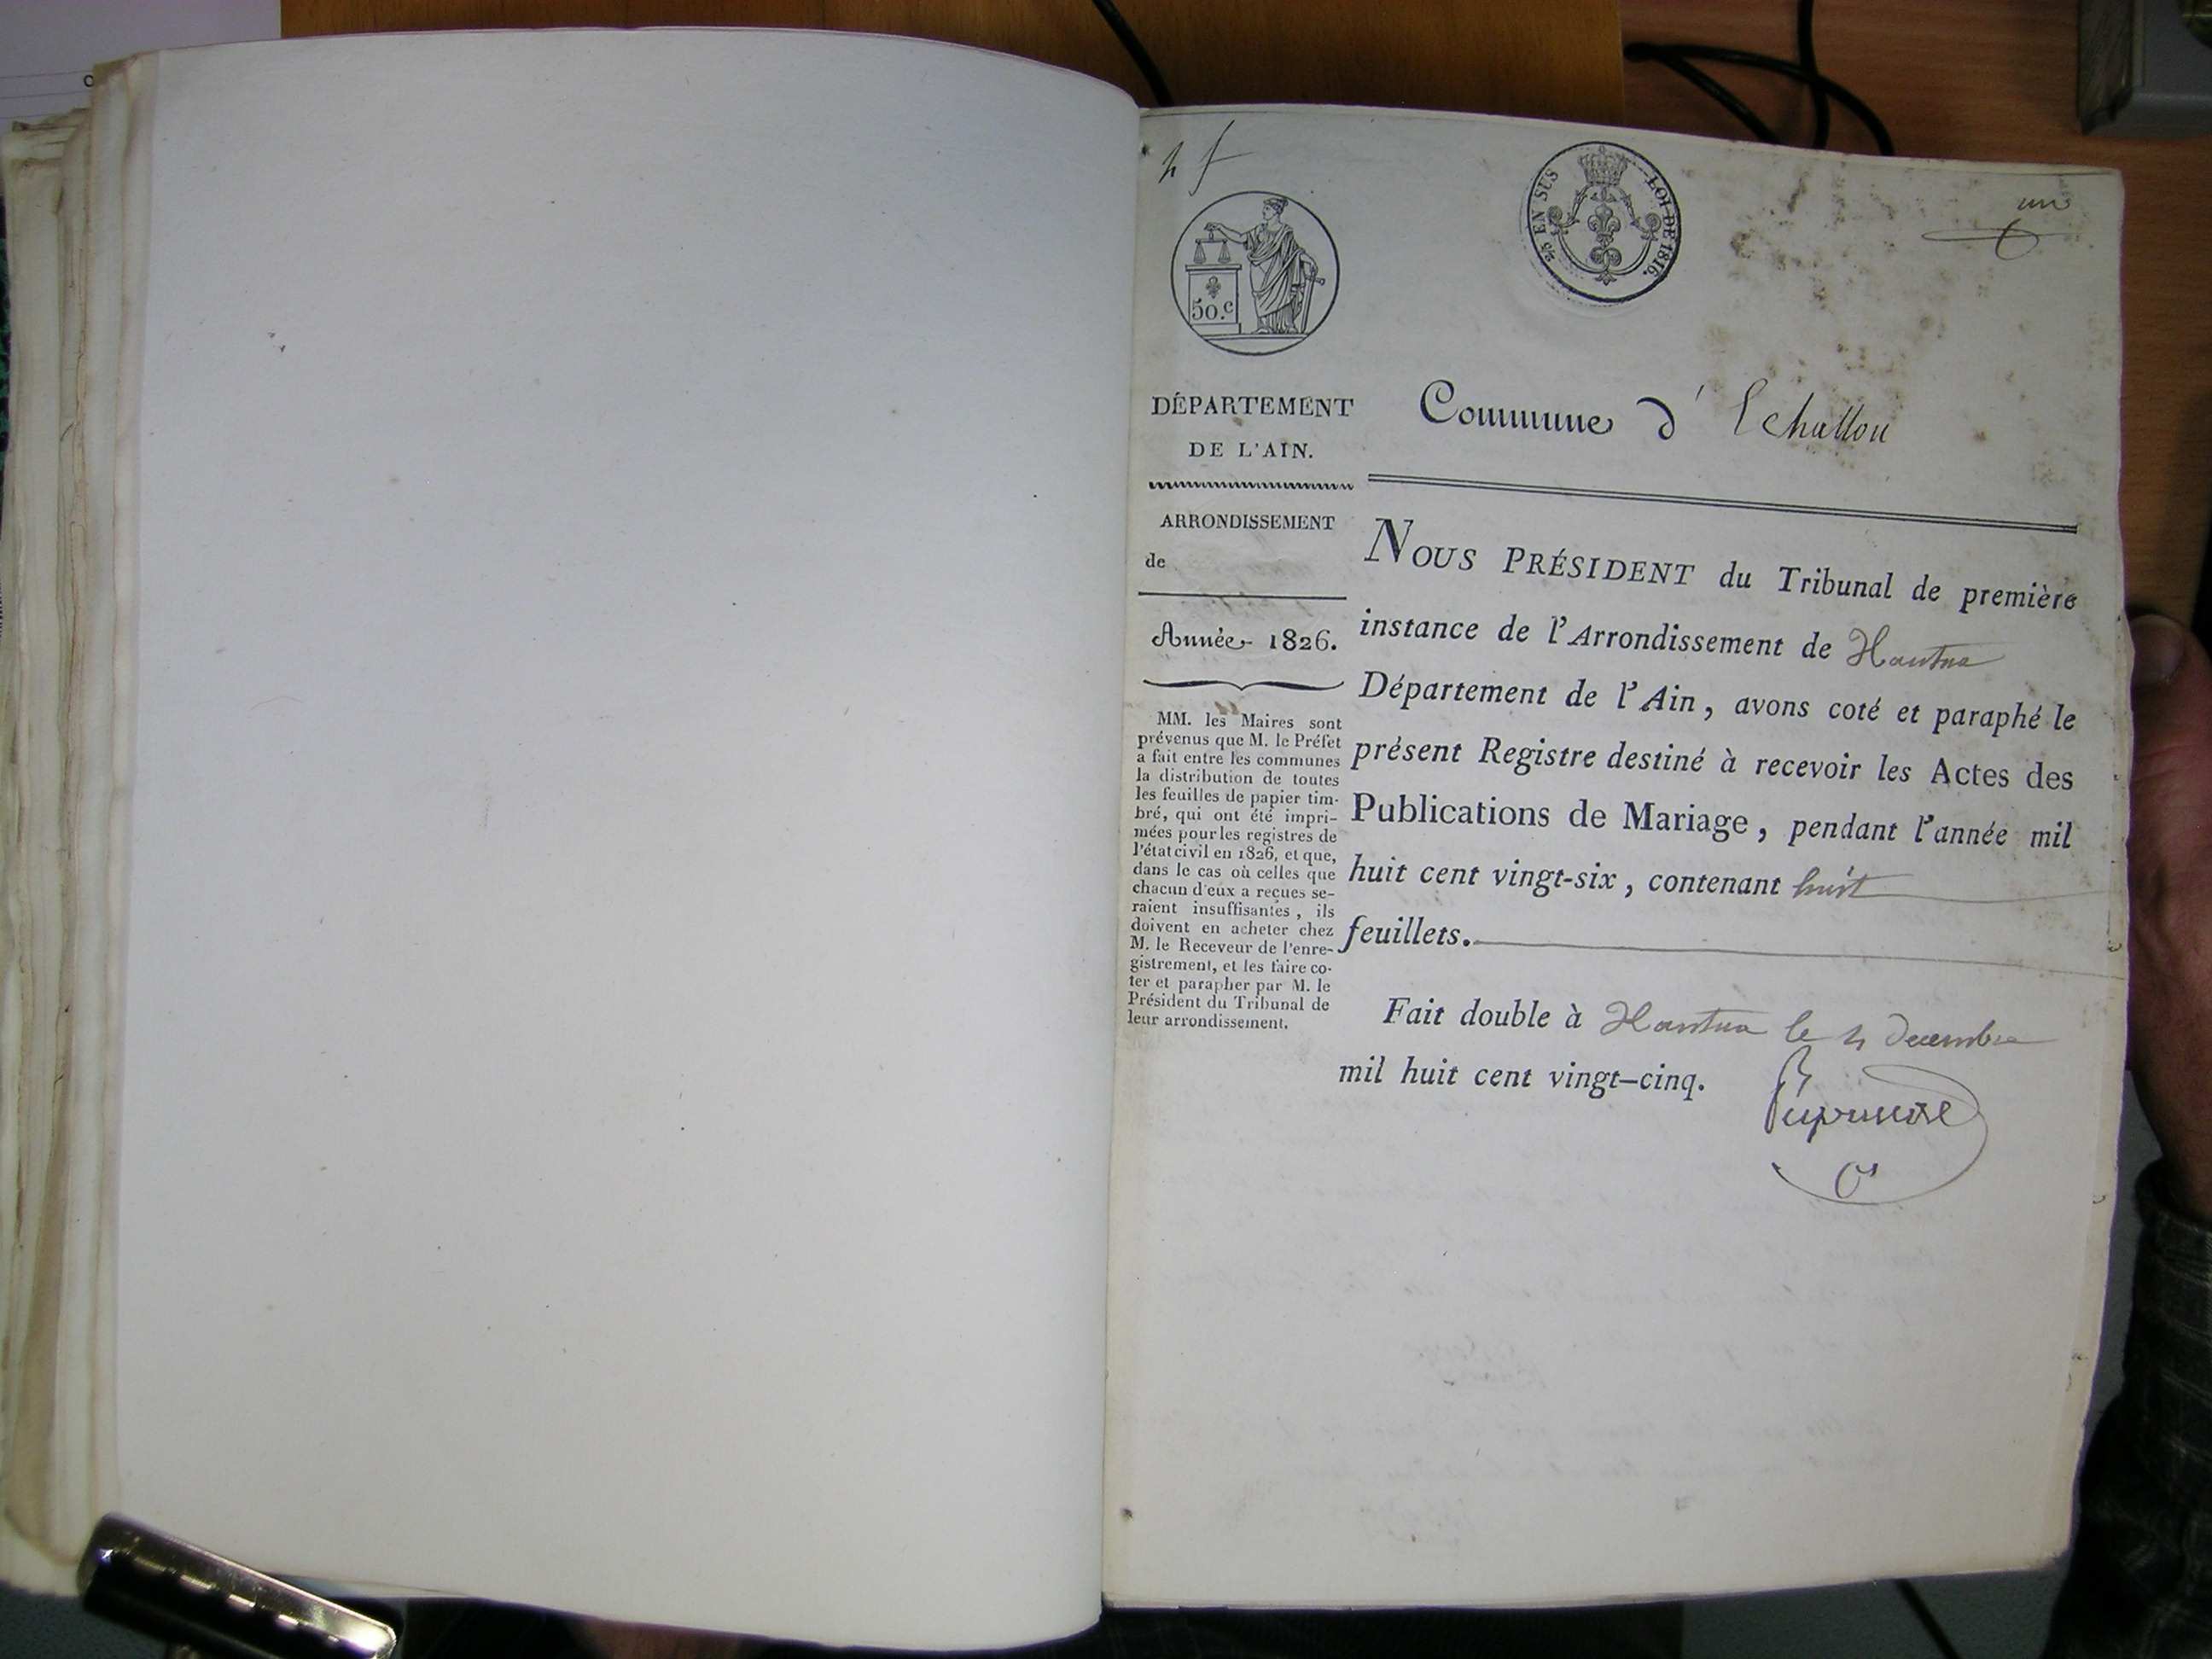 un
50.c
2/5 EN SUS
LOI DE 1816.
DÉPARTEMENT
DE L'AIN.
ARRONDISSEMENT
de
Année 1826.
MM. les Maires sont
prévenus que M. le Préfet
a fait entre les communes
la distribution de toutes
les feuilles de papier tim-
bré, qui ont été impri-
mées pour les registres de
l'état civil en 1826, et que,
dans le cas où celles que
chacun d'eux a reçues se-
raient insuffisantes, ils
doivent en acheter chez
M. le Receveur de l'enre-
gistrement, et les faire co-
ter et parapher par M. le
Président du Tribunal de
leur arrondissement.
Commune d'Echallon
NOUS PRÉSIDENT du Tribunal de première
instance de l'Arrondissement de Nantua
Département de l'Ain, avons coté et paraphé le
présent Registre destiné à recevoir les Actes des
Publications de Mariage, pendant l'année mil
huit cent vingt-six, contenant huit
feuillets.
Fait double à Nantua le 4 Decembre
mil huit cent vingt-cinq.